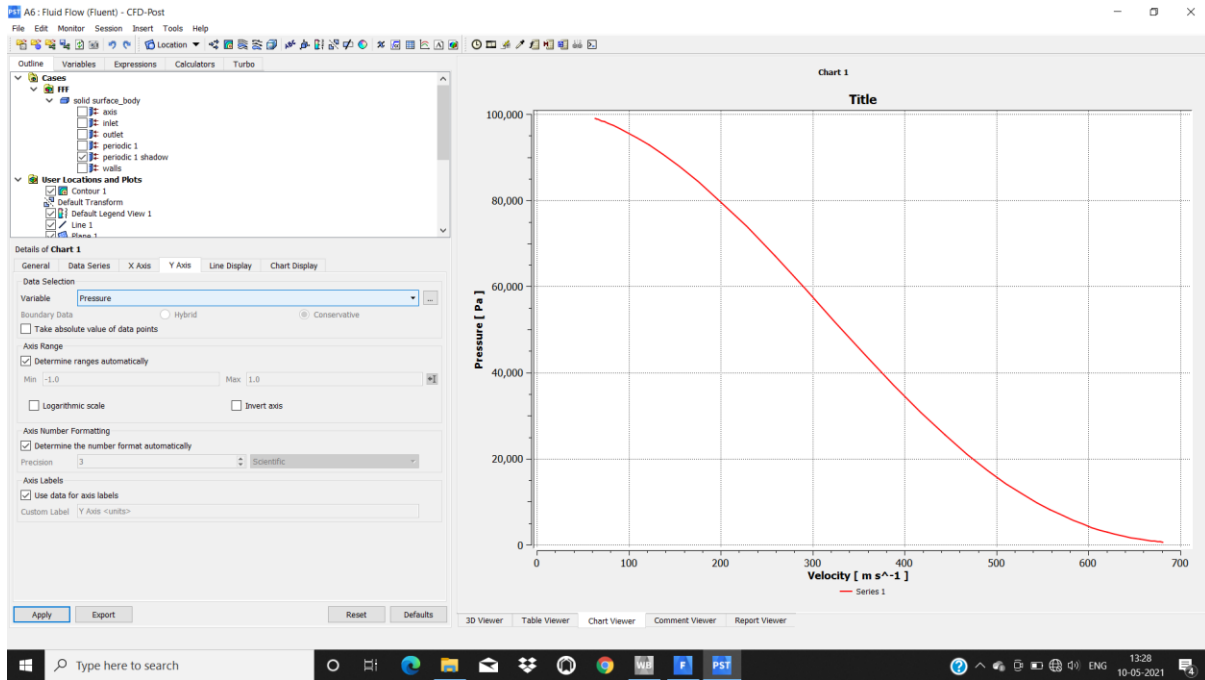 A6 : Fluid Flow (Fluent) - CFD-Post
File Edit Monitor Session Insert Tools Help
Location
Outline Variables Expressions Calculators Turbo
Cases
FFF
solid surface_body
axis
inlet
outlet
periodic 1
periodic 1 shadow
walls
User Locations and Plots
Contour 1
Default Transform
Default Legend View 1
Line 1
Plane 1
Details of Chart 1
General Data Series X Axis Y Axis Line Display Chart Display
Data Selection
Variable Pressure ...
Boundary Data Hybrid Conservative
Take absolute value of data points
Axis Range
Determine ranges automatically
Min -1.0 Max 1.0
Logarithmic scale Invert axis
Axis Number Formatting
Determine the number format automatically
Precision 3 Scientific
Axis Labels
Use data for axis labels
Custom Label Y Axis <units>
Apply Export Reset Defaults
Chart 1
Title
100,000
80,000
60,000
40,000
20,000
0
Pressure [ Pa ]
0 100 200 300 400 500 600 700
Velocity [ m s^-1 ]
Series 1
3D Viewer Table Viewer Chart Viewer Comment Viewer Report Viewer
Type here to search
WB F PST
ENG
13:28
10-05-2021
4